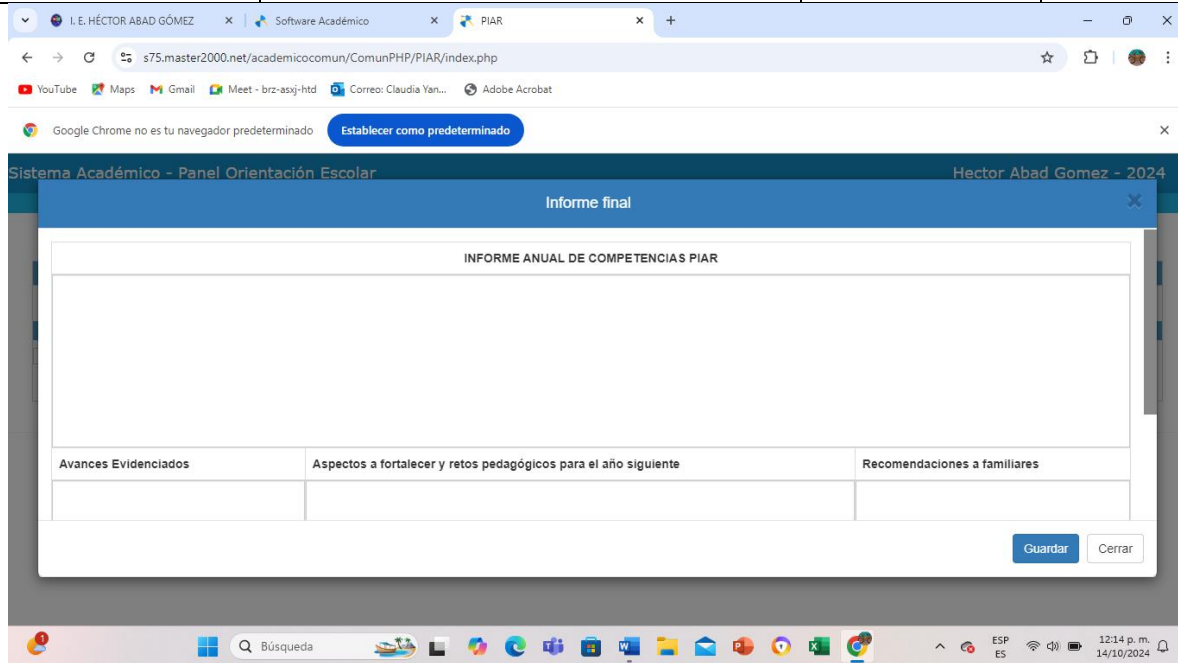 I. E. HÉCTOR ABAD GÓMEZ
Software Académico
PIAR
s75.master2000.net/academicocomun/ComunPHP/PIAR/index.php
YouTube Maps Gmail Meet - brz-asxj-htd Correo: Claudia Yan... Adobe Acrobat
Google Chrome no es tu navegador predeterminado Establecer como predeterminado
Sistema Académico - Panel Orientación Escolar Hector Abad Gomez - 2024
Informe final
INFORME ANUAL DE COMPETENCIAS PIAR
Avances Evidenciados Aspectos a fortalecer y retos pedagógicos para el año siguiente Recomendaciones a familiares
Guardar Cerrar
1
Búsqueda
ESP
ES
12:14 p. m.
14/10/2024